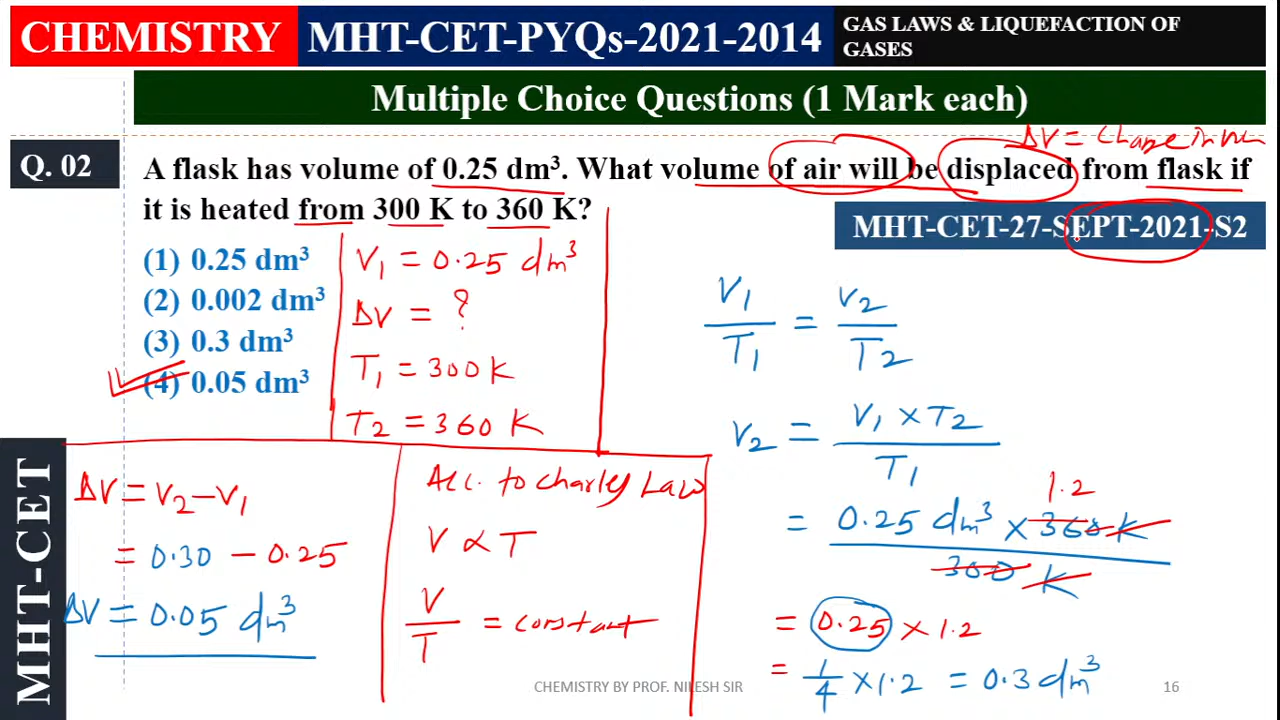 CHEMISTRY MHT-CET-PYQs-2021-2014 GAS LAWS & LIQUEFACTION OF
GASES
Multiple Choice Questions (1 Mark each)
ΔV = Change in
Q. 02 A flask has volume of 0.25 dm³. What volume of air will be displaced from flask if
it is heated from 300 K to 360 K?
MHT-CET-27-SEPT-2021-S2
(1) 0.25 dm³
(2) 0.002 dm³
(3) 0.3 dm³
(4) 0.05 dm³
V₁ = 0.25 dm³
ΔV = ?
T₁ = 300 K
T₂ = 360 K
V₁/T₁ = V₂/T₂
V₂ = V₁ × T₂ / T₁
1.2
= 0.25 dm³ × 360 K / 300 K
= 0.25 × 1.2
= 1/4 × 1.2 = 0.3 dm³
Acc. to Charles Law
V ∝ T
V/T = constant
ΔV = V₂ – V₁
= 0.30 – 0.25
ΔV = 0.05 dm³
MHT-CET
CHEMISTRY BY PROF. NILESH SIR
16